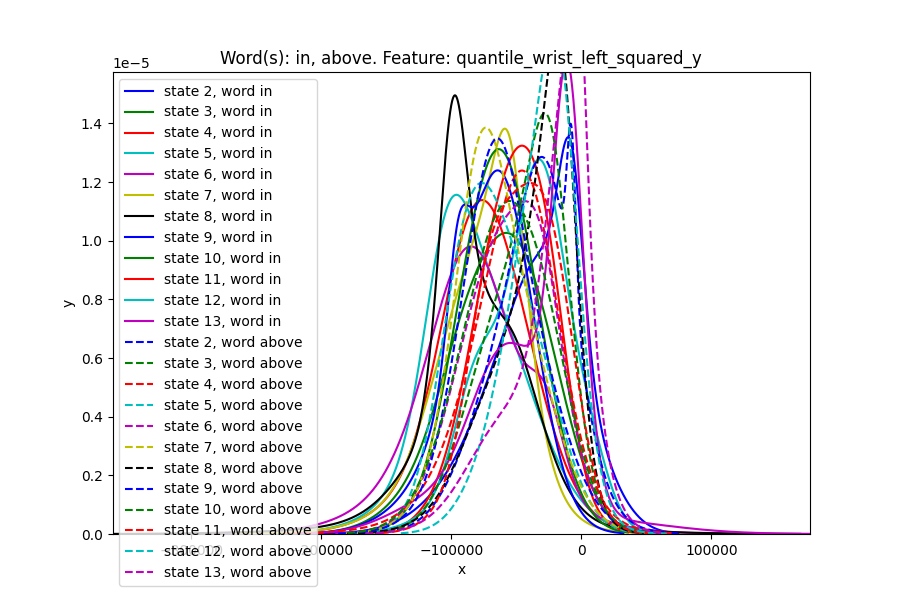 Word(s): in, above. Feature: quantile_wrist_left_squared_y
1e−5
1.4
1.2
1.0
0.8
0.6
0.4
0.2
0.0
y
state 2, word in
state 3, word in
state 4, word in
state 5, word in
state 6, word in
state 7, word in
state 8, word in
state 9, word in
state 10, word in
state 11, word in
state 12, word in
state 13, word in
state 2, word above
state 3, word above
state 4, word above
state 5, word above
state 6, word above
state 7, word above
state 8, word above
state 9, word above
state 10, word above
state 11, word above
state 12, word above
state 13, word above
−100000
0
100000
x